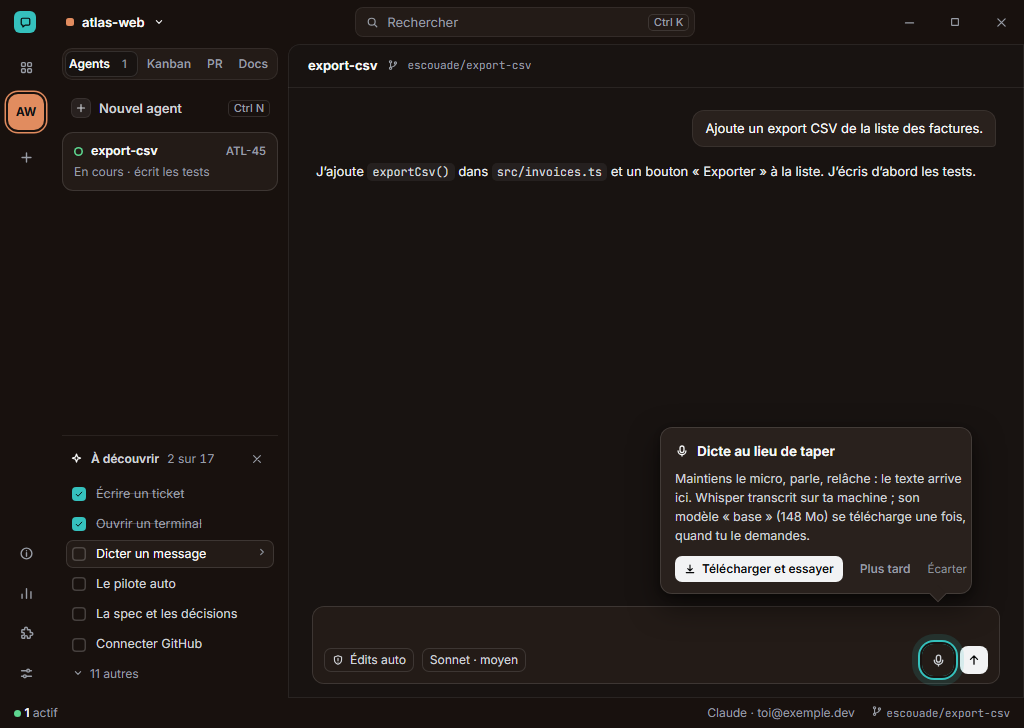 atlas-web
Rechercher
Ctrl K
Agents 1
Kanban
PR
Docs
AW
Nouvel agent
Ctrl N
export-csv
ATL-45
En cours · écrit les tests
export-csv
escouade/export-csv
Ajoute un export CSV de la liste des factures.
J’ajoute exportCsv() dans src/invoices.ts et un bouton « Exporter » à la liste. J’écris d’abord les tests.
À découvrir 2 sur 17
Écrire un ticket
Ouvrir un terminal
Dicter un message
Le pilote auto
La spec et les décisions
Connecter GitHub
11 autres
Dicte au lieu de taper
Maintiens le micro, parle, relâche : le texte arrive
ici. Whisper transcrit sur ta machine ; son
modèle « base » (148 Mo) se télécharge une fois,
quand tu le demandes.
Télécharger et essayer
Plus tard
Écarter
Édits auto
Sonnet · moyen
1 actif
Claude · toi@exemple.dev
escouade/export-csv